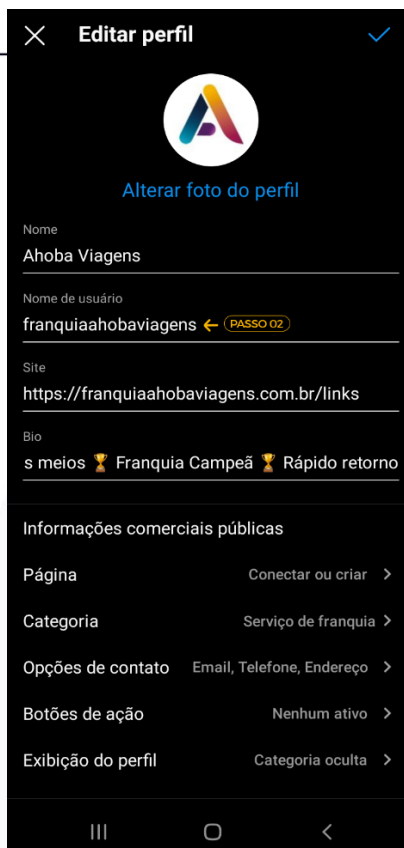 Editar perfil
Alterar foto do perfil
Nome
Ahoba Viagens
Nome de usuário
franquiaahobaviagens ← PASSO 02
Site
https://franquiaahobaviagens.com.br/links
Bio
s meios 🏆 Franquia Campeã 🏆 Rápido retorno
Informações comerciais públicas
Página Conectar ou criar >
Categoria Serviço de franquia >
Opções de contato Email, Telefone, Endereço >
Botões de ação Nenhum ativo >
Exibição do perfil Categoria oculta >